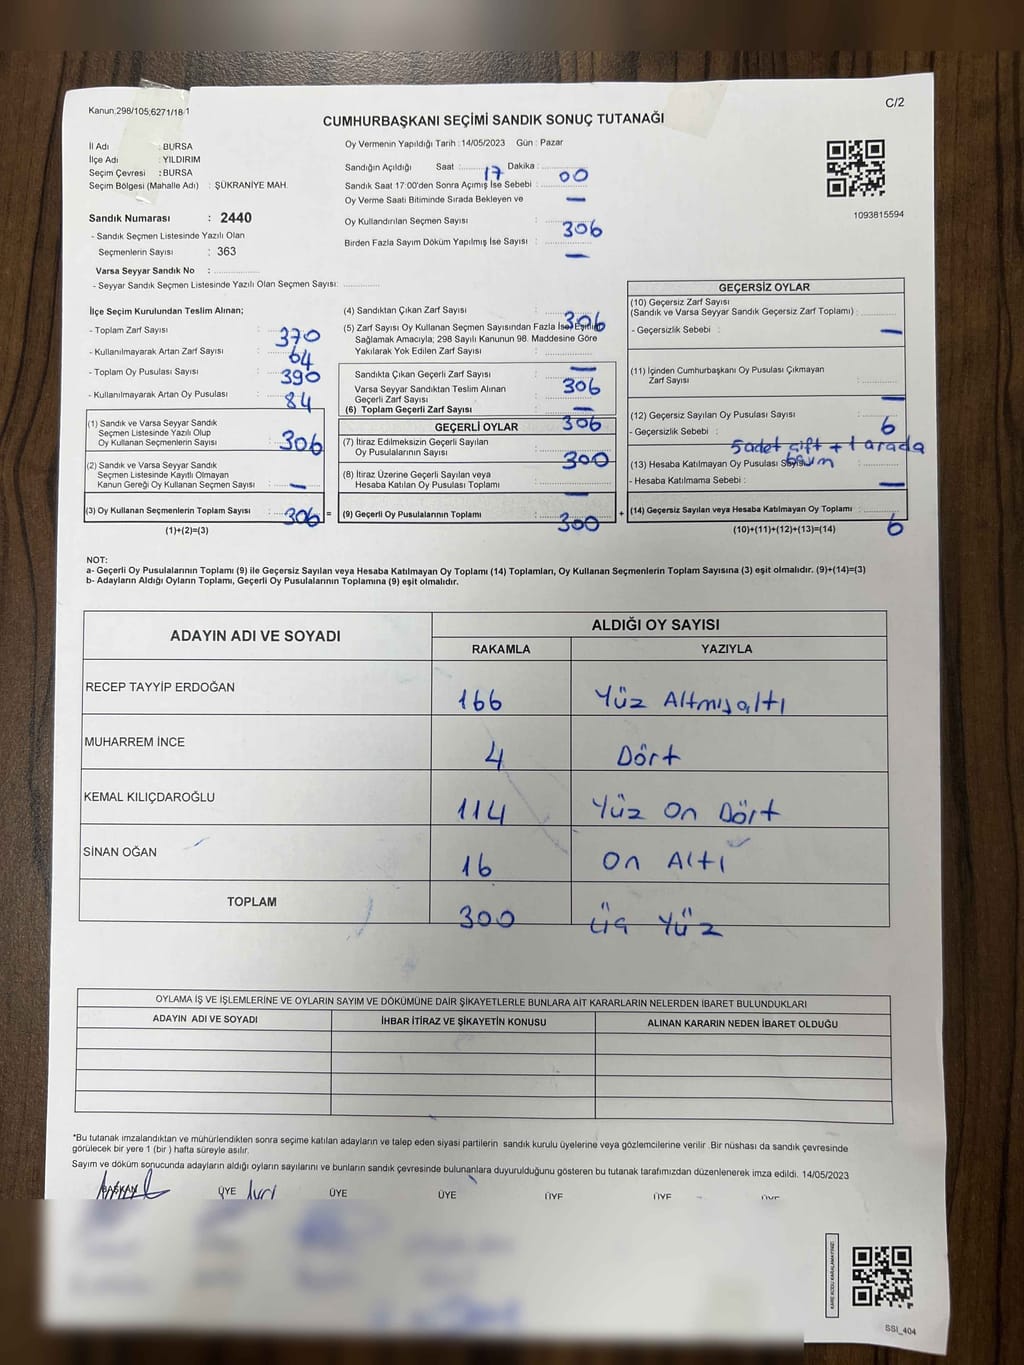 Kanun;298/105;6271/18/1
C/2
CUMHURBAŞKANI SEÇİMİ SANDIK SONUÇ TUTANAĞI
İl Adı : BURSA
İlçe Adı : YILDIRIM
Seçim Çevresi : BURSA
Seçim Bölgesi (Mahalle Adı) : ŞÜKRANİYE MAH.
Sandık Numarası : 2440
- Sandık Seçmen Listesinde Yazılı Olan
Seçmenlerin Sayısı : 363
Varsa Seyyar Sandık No :
- Seyyar Sandık Seçmen Listesinde Yazılı Olan Seçmen Sayısı:
Oy Vermenin Yapıldığı Tarih : 14/05/2023 Gün : Pazar
Sandığın Açıldığı Saat : 17 Dakika : 00
Sandık Saat 17:00'den Sonra Açımış İse Sebebi : —
Oy Verme Saati Bitiminde Sırada Bekleyen ve
Oy Kullandırılan Seçmen Sayısı : 306
Birden Fazla Sayım Döküm Yapılmış İse Sayısı : —
1093815594
İlçe Seçim Kurulundan Teslim Alınan;
- Toplam Zarf Sayısı : 370
- Kullanılmayarak Artan Zarf Sayısı : 64
- Toplam Oy Pusulası Sayısı : 390
- Kullanılmayarak Artan Oy Pusulası : 84
(1) Sandık ve Varsa Seyyar Sandık
Seçmen Listesinde Yazılı Olup
Oy Kullanan Seçmenlerin Sayısı : 306
(2) Sandık ve Varsa Seyyar Sandık
Seçmen Listesinde Kayıtlı Olmayan
Kanun Gereği Oy Kullanan Seçmen Sayısı : —
(3) Oy Kullanan Seçmenlerin Toplam Sayısı : 306
(1)+(2)=(3)
=
(4) Sandıktan Çıkan Zarf Sayısı : 306
(5) Zarf Sayısı Oy Kullanan Seçmen Sayısından Fazla İse, Eşitliği
Sağlamak Amacıyla; 298 Sayılı Kanunun 98. Maddesine Göre
Yakılarak Yok Edilen Zarf Sayısı : —
Sandıkta Çıkan Geçerli Zarf Sayısı : 306
Varsa Seyyar Sandıktan Teslim Alınan
Geçerli Zarf Sayısı : —
(6) Toplam Geçerli Zarf Sayısı : 306
GEÇERLİ OYLAR
(7) İtiraz Edilmeksizin Geçerli Sayılan
Oy Pusulalarının Sayısı : 300
(8) İtiraz Üzerine Geçerli Sayılan veya
Hesaba Katılan Oy Pusulası Toplamı : —
(9) Geçerli Oy Pusulalarının Toplamı : 300
+
GEÇERSİZ OYLAR
(10) Geçersiz Zarf Sayısı
(Sandık ve Varsa Seyyar Sandık Geçersiz Zarf Toplamı) :
- Geçersizlik Sebebi : —
(11) İçinden Cumhurbaşkanı Oy Pusulası Çıkmayan
Zarf Sayısı : —
(12) Geçersiz Sayılan Oy Pusulası Sayısı : 6
- Geçersizlik Sebebi : 5 adet çift + 1 arada
basım
(13) Hesaba Katılmayan Oy Pusulası Sayısı
- Hesaba Katılmama Sebebi : —
(14) Geçersiz Sayılan veya Hesaba Katılmayan Oy Toplamı : 6
(10)+(11)+(12)+(13)=(14)
NOT:
a- Geçerli Oy Pusulalarının Toplamı (9) ile Geçersiz Sayılan veya Hesaba Katılmayan Oy Toplamı (14) Toplamları, Oy Kullanan Seçmenlerin Toplam Sayısına (3) eşit olmalıdır. (9)+(14)=(3)
b- Adayların Aldığı Oyların Toplamı, Geçerli Oy Pusulalarının Toplamına (9) eşit olmalıdır.
ADAYIN ADI VE SOYADI
ALDIĞI OY SAYISI
RAKAMLA YAZIYLA
RECEP TAYYİP ERDOĞAN 166 Yüz Altmışaltı
MUHARREM İNCE 4 Dört
KEMAL KILIÇDAROĞLU 114 Yüz On Dört
SİNAN OĞAN 16 On Altı
TOPLAM 300 Üç Yüz
OYLAMA İŞ VE İŞLEMLERİNE VE OYLARIN SAYIM VE DÖKÜMÜNE DAİR ŞİKAYETLERLE BUNLARA AİT KARARLARIN NELERDEN İBARET BULUNDUKLARI
ADAYIN ADI VE SOYADI İHBAR İTİRAZ VE ŞİKAYETİN KONUSU ALINAN KARARIN NEDEN İBARET OLDUĞU
*Bu tutanak imzalandıktan ve mühürlendikten sonra seçime katılan adayların ve talep eden siyasi partilerin sandık kurulu üyelerine veya gözlemcilerine verilir .Bir nüshası da sandık çevresinde
görülecek bir yere 1 (bir ) hafta süreyle asılır.
Sayım ve döküm sonucunda adayların aldığı oyların sayılarını ve bunların sandık çevresinde bulunanlara duyurulduğunu gösteren bu tutanak tarafımızdan düzenlenerek imza edildi. 14/05/2023
BAŞKAN ÜYE ÜYE ÜYE ÜYE ÜYE ÜYE
KARE KODU KARALAMAYINIZ!
SSI_404